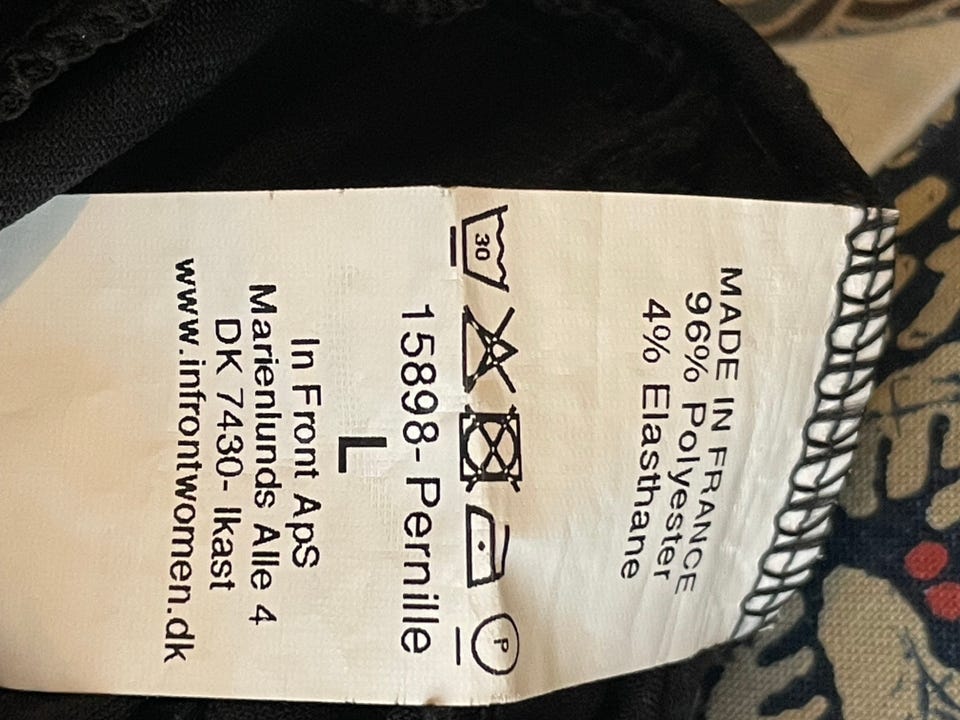 MADE IN FRANCE
96% Polyester
4% Elasthane
30 P
15898- Pernille
L
In Front ApS
Marienlunds Alle 4
DK 7430- Ikast
www.infrontwomen.dk